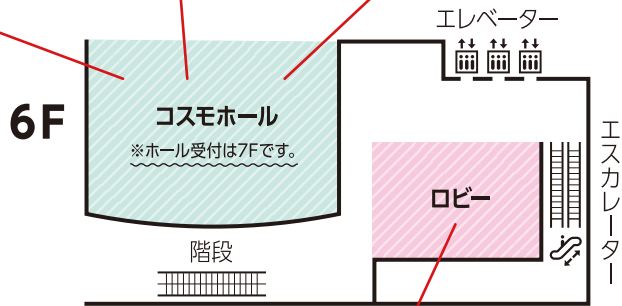 エレベーター
6F
コスモホール
※ホール受付は7Fです。
エスカレーター
ロビー
階段